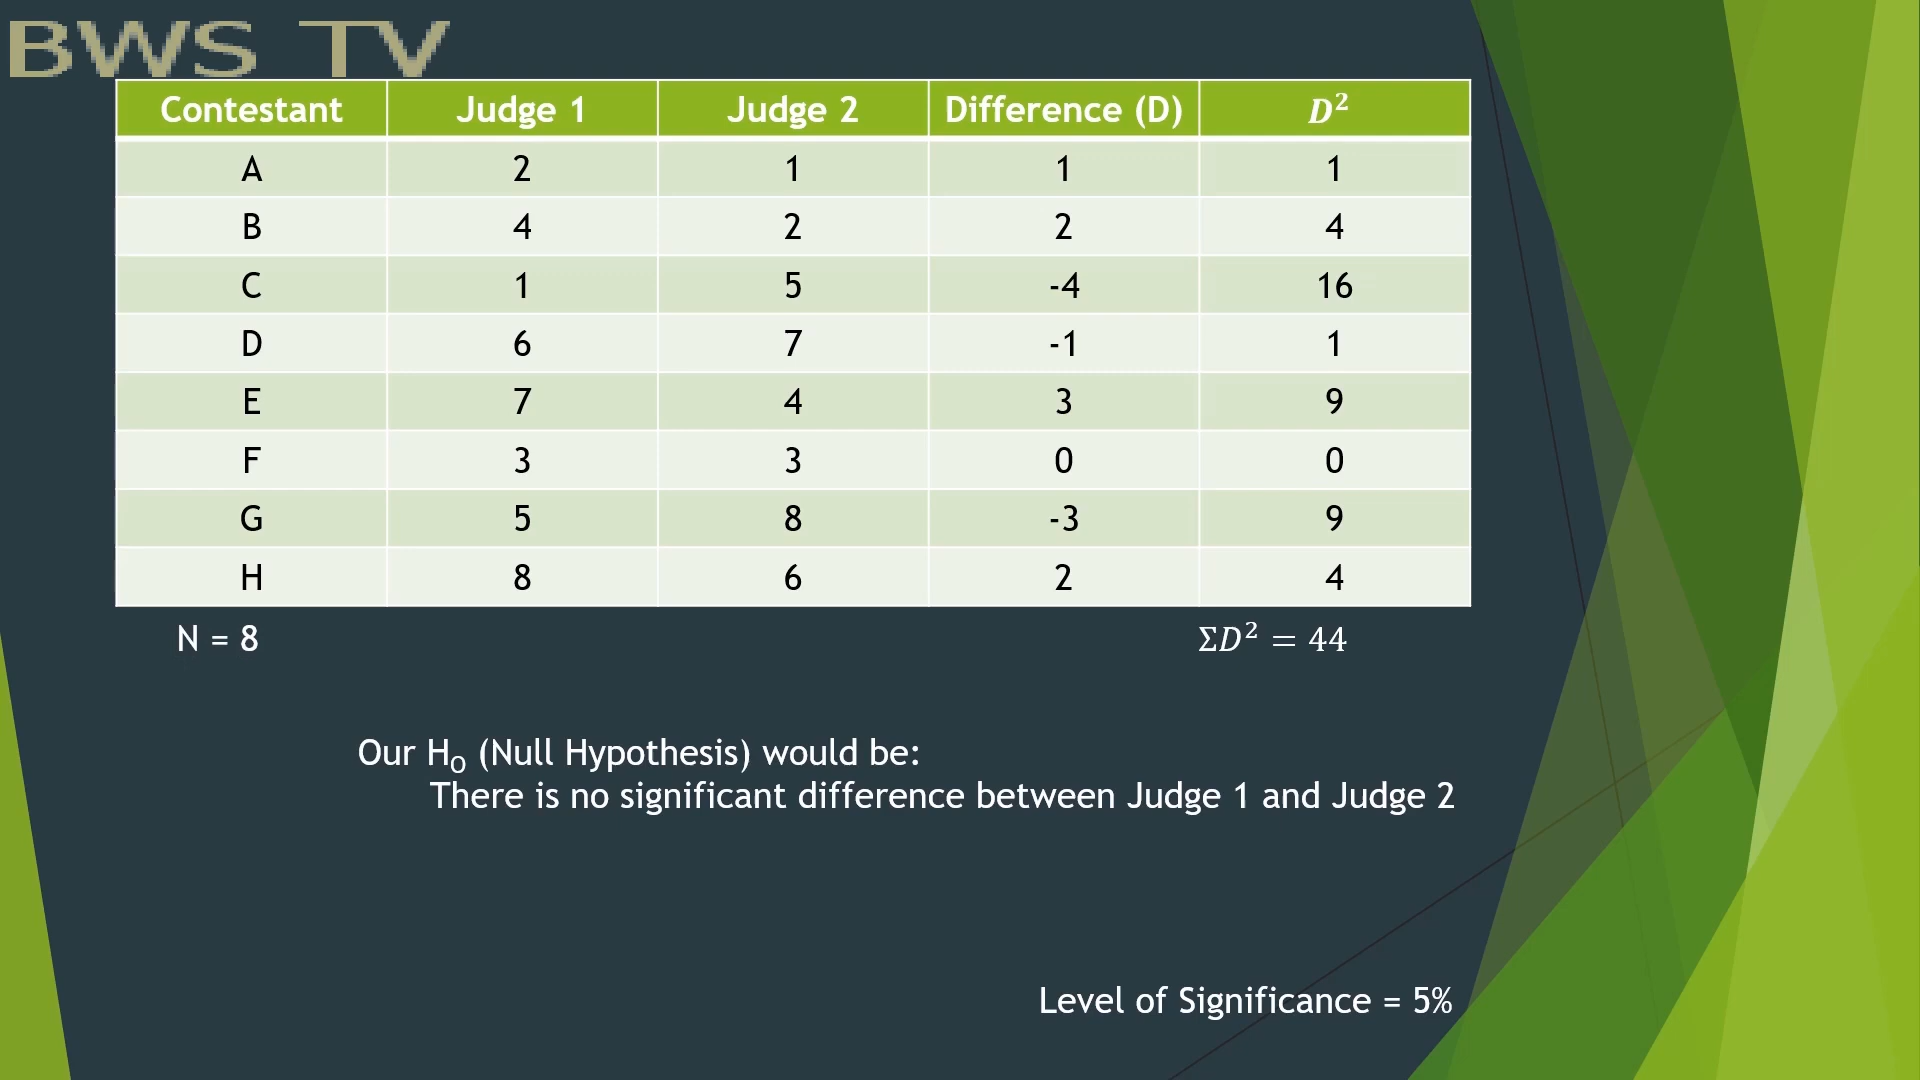 BWS TV
Contestant Judge 1 Judge 2 Difference (D) D²
A 2 1 1 1
B 4 2 2 4
C 1 5 -4 16
D 6 7 -1 1
E 7 4 3 9
F 3 3 0 0
G 5 8 -3 9
H 8 6 2 4
N = 8 ΣD² = 44
Our H₀ (Null Hypothesis) would be:
There is no significant difference between Judge 1 and Judge 2
Level of Significance = 5%